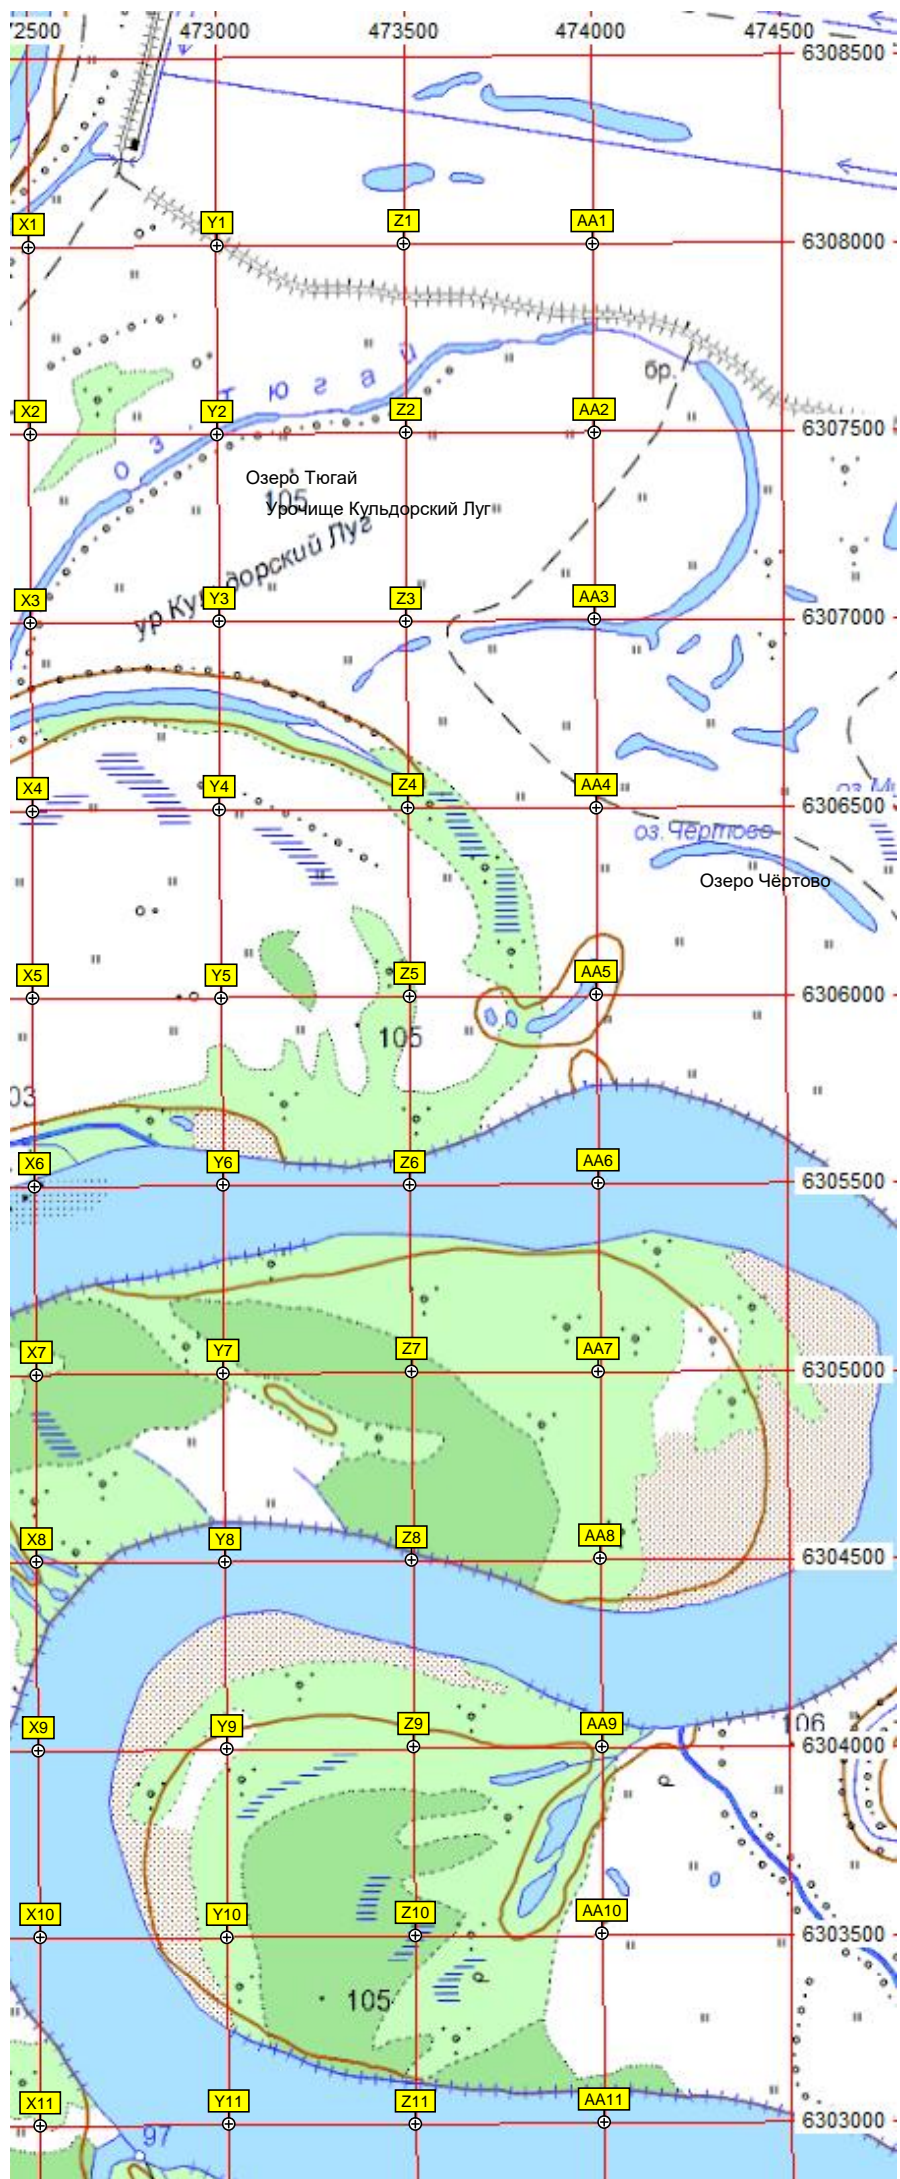 72500 473000 473500 474000 474500
6308500
X1 Y1 Z1 AA1 6308000
бр.
оз. Тюгай
X2 Y2 Z2 AA2 6307500
Озеро Тюгай
105
Урочище Кульдорский Луг
ур Кульдорский Луг
X3 Y3 Z3 AA3 6307000
X4 Y4 Z4 AA4 6306500
оз.Чёртово
Озеро Чёртово
X5 Y5 Z5 AA5 6306000
105
03
X6 Y6 Z6 AA6 6305500
X7 Y7 Z7 AA7 6305000
X8 Y8 Z8 AA8 6304500
106
X9 Y9 Z9 AA9 6304000
X10 Y10 Z10 AA10 6303500
105
X11 Y11 Z11 AA11 6303000
97